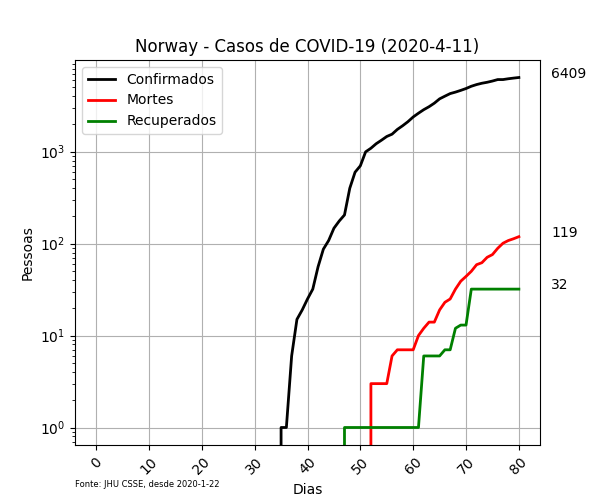 Norway - Casos de COVID-19 (2020-4-11)
Confirmados
Mortes
Recuperados
6409
119
32
10³
10²
10¹
10⁰
Pessoas
0 10 20 30 40 50 60 70 80
Dias
Fonte: JHU CSSE, desde 2020-1-22